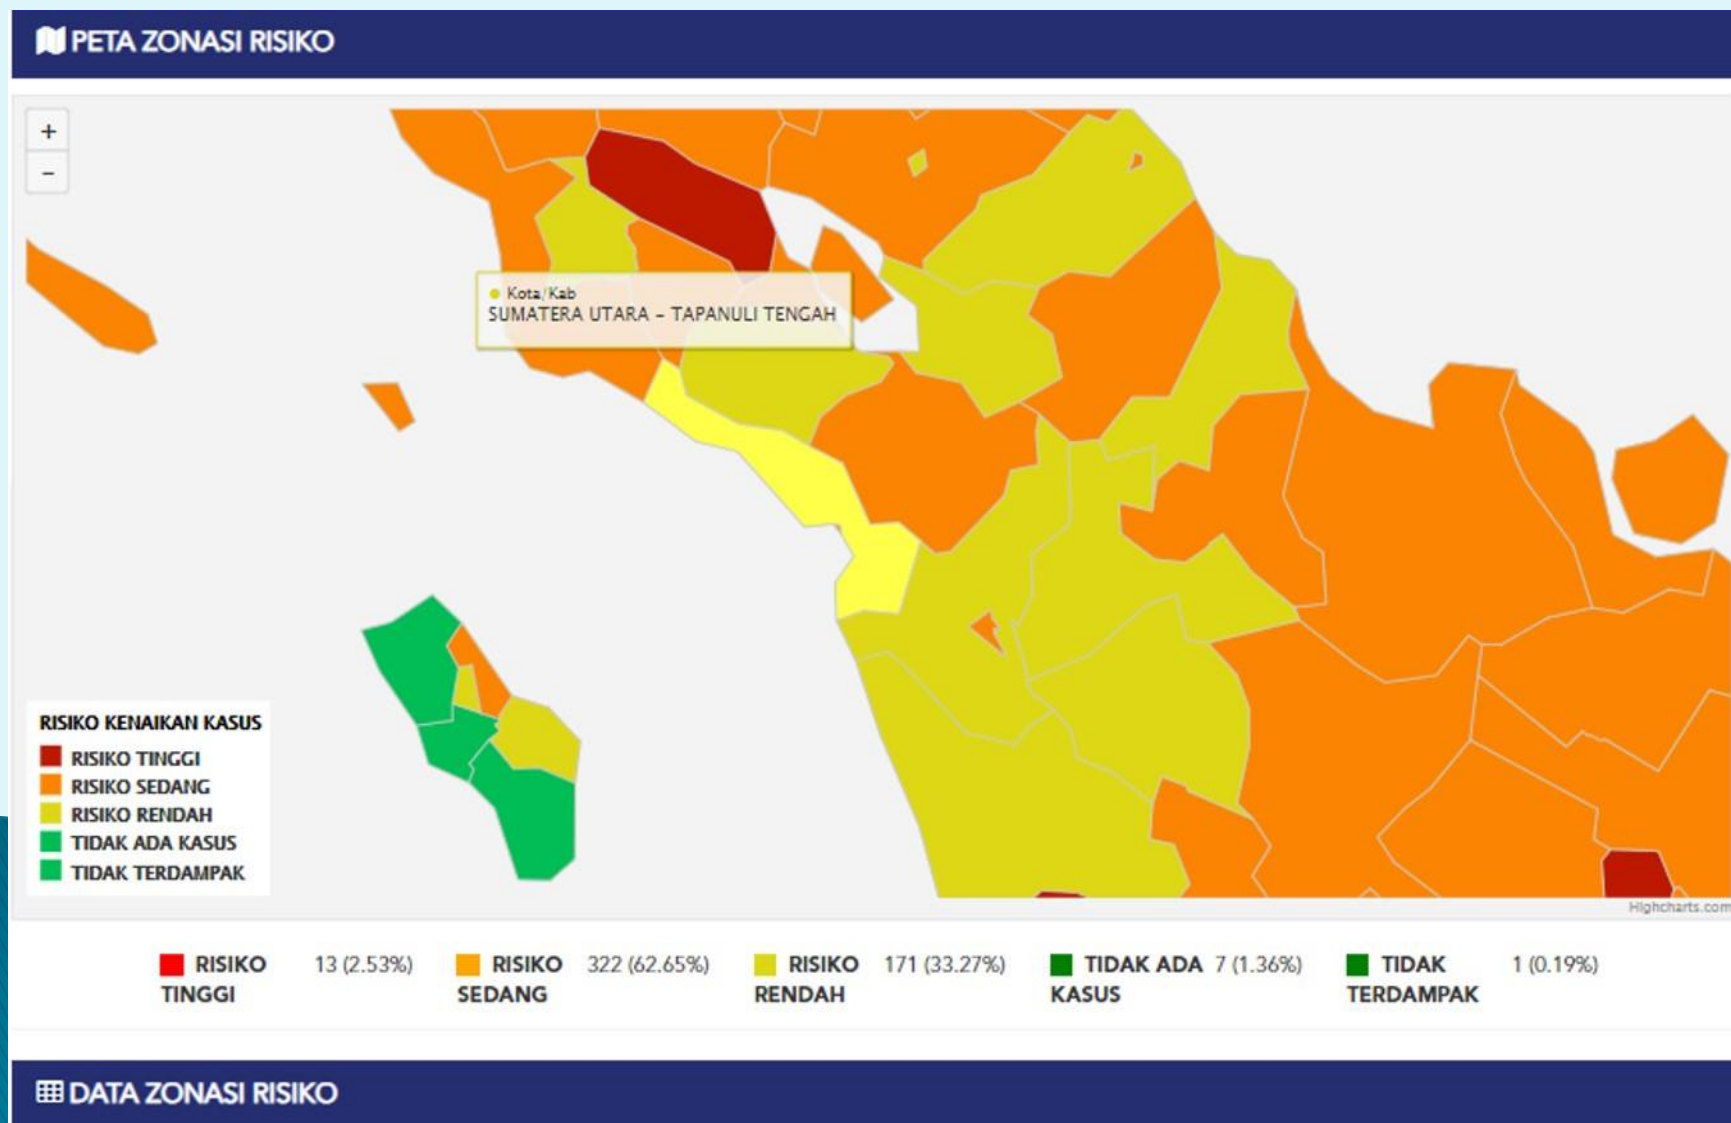 PETA ZONASI RISIKO
+
−
Kota/Kab
SUMATERA UTARA – TAPANULI TENGAH
RISIKO KENAIKAN KASUS
RISIKO TINGGI
RISIKO SEDANG
RISIKO RENDAH
TIDAK ADA KASUS
TIDAK TERDAMPAK
Highcharts.com
RISIKO TINGGI 13 (2.53%)
RISIKO SEDANG 322 (62.65%)
RISIKO RENDAH 171 (33.27%)
TIDAK ADA KASUS 7 (1.36%)
TIDAK TERDAMPAK 1 (0.19%)
DATA ZONASI RISIKO